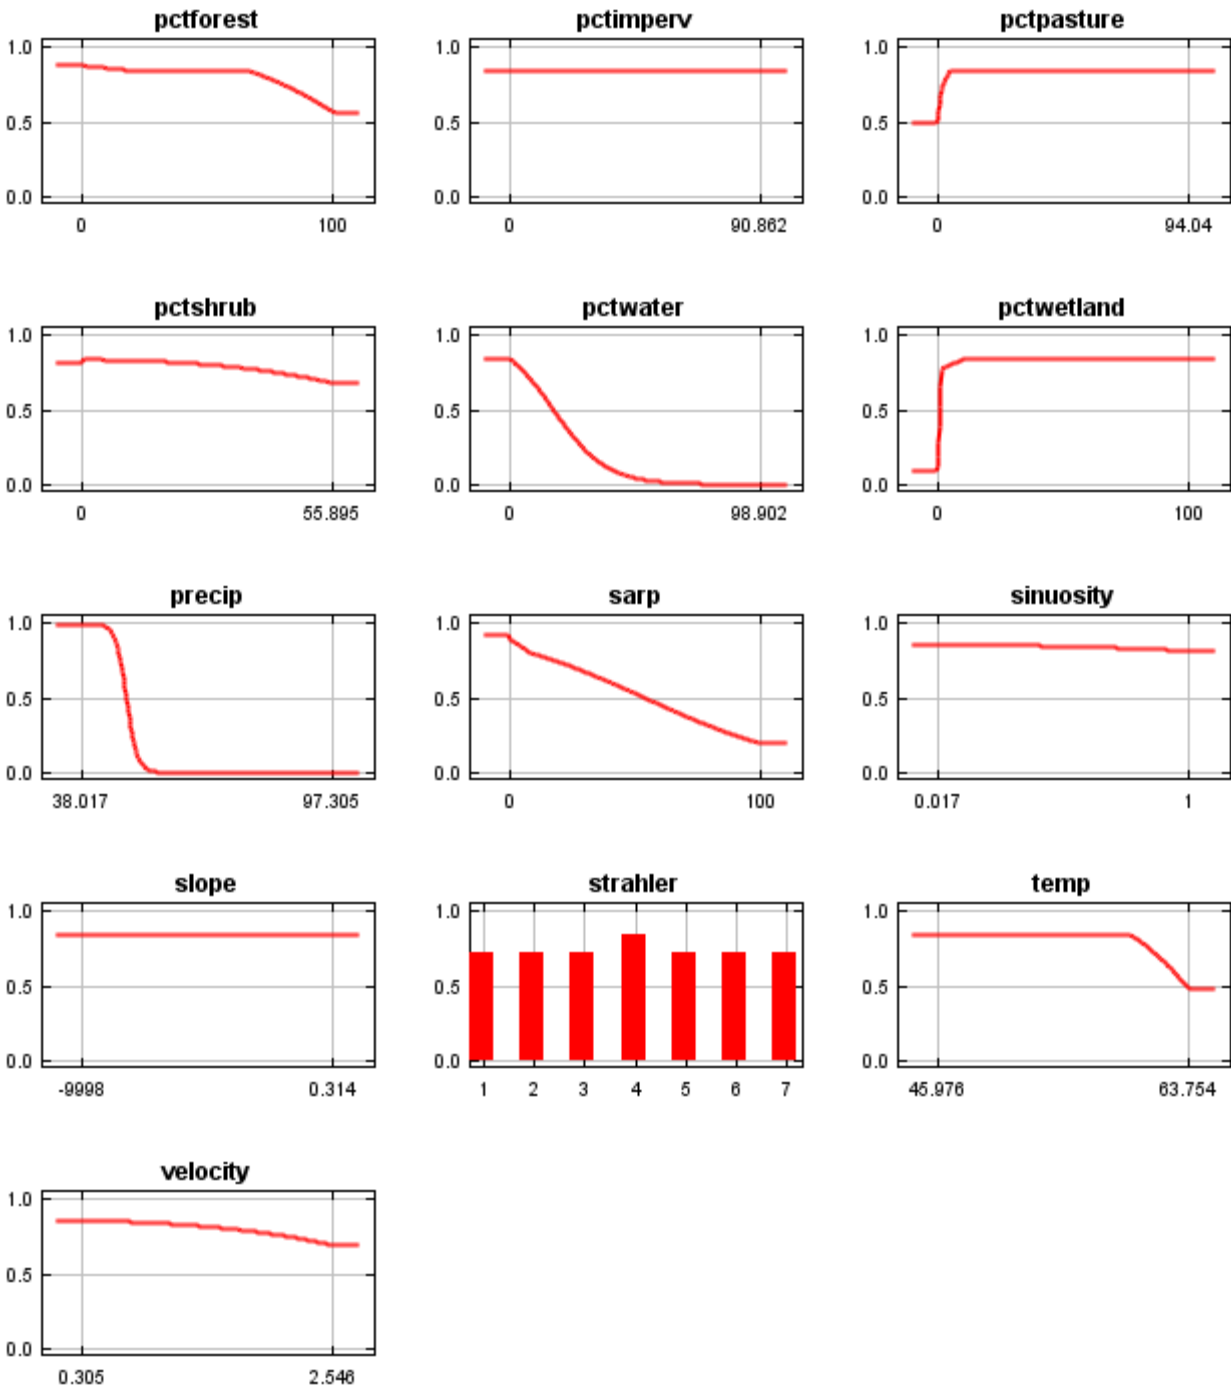 pctforest pctimperv pctpasture
1.0 1.0 1.0
0.5 0.5 0.5
0.0 0.0 0.0
0 100 0 90.862 0 94.04
pctshrub pctwater pctwetland
1.0 1.0 1.0
0.5 0.5 0.5
0.0 0.0 0.0
0 55.895 0 98.902 0 100
precip sarp sinuosity
1.0 1.0 1.0
0.5 0.5 0.5
0.0 0.0 0.0
38.017 97.305 0 100 0.017 1
slope strahler temp
1.0 1.0 1.0
0.5 0.5 0.5
0.0 0.0 0.0
-9998 0.314 1 2 3 4 5 6 7 45.976 63.754
velocity
1.0
0.5
0.0
0.305 2.546